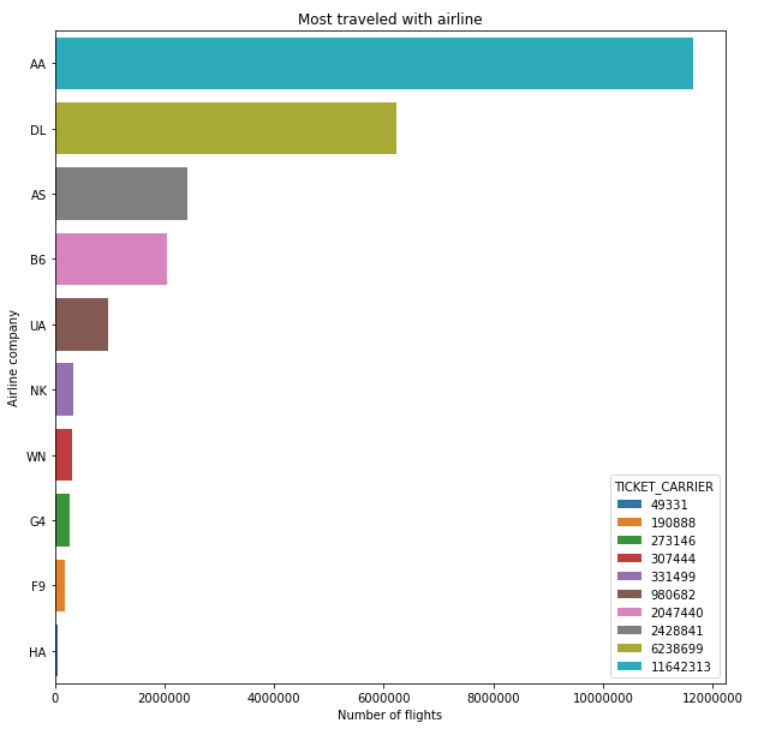 Most traveled with airline
Airline company
AA
DL
AS
B6
UA
NK
WN
G4
F9
HA
TICKET_CARRIER
49331
190888
273146
307444
331499
980682
2047440
2428841
6238699
11642313
0 2000000 4000000 6000000 8000000 10000000 12000000
Number of flights